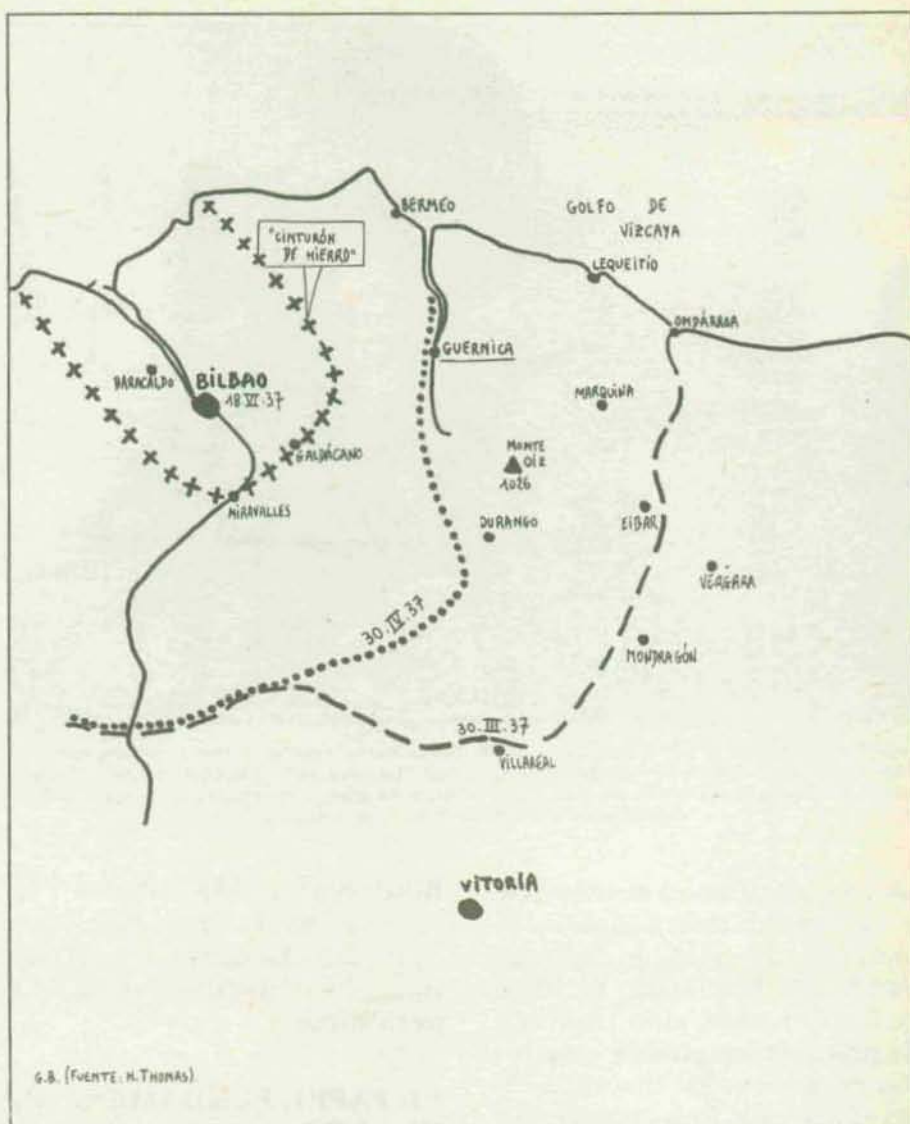 BERMEO
GOLFO DE
VIZCAYA
"CINTURÓN
DE HIERRO"
LEQUEITIO
ONDÁRROA
GUERNICA
BARACALDO
BILBAO
18·VI·37
MARQUINA
GALDÁCANO
MONTE
OIZ
1026
MIRAVALLES
DURANGO
EIBAR
VERGARA
30.IV.37
MONDRAGÓN
30.III.37
VILLAREAL
VITORIA
G.B. (FUENTE: H. THOMAS).